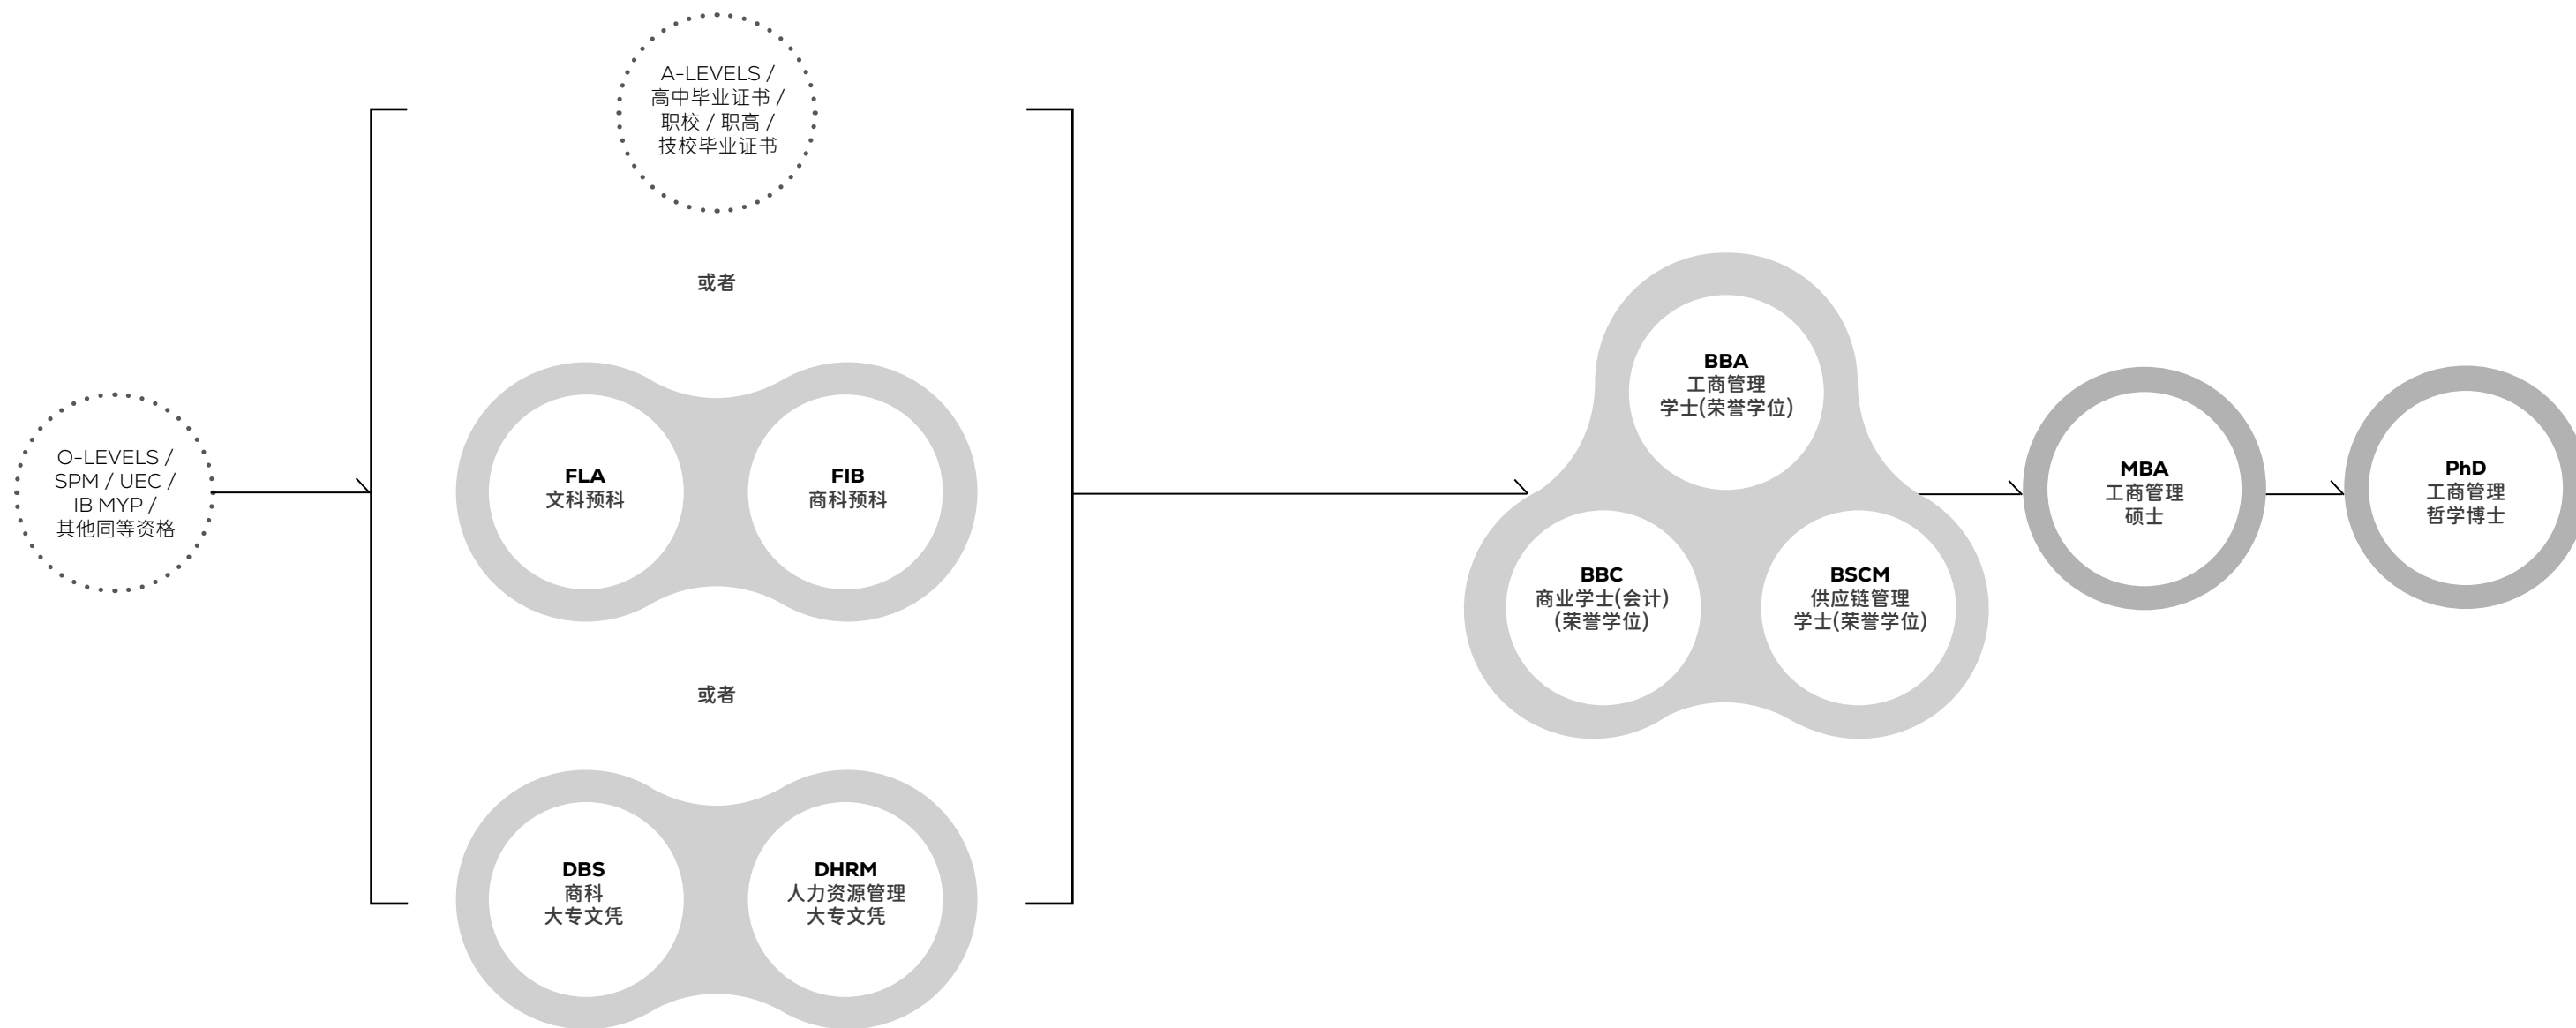 A-LEVELS /
高中毕业证书 /
职校 / 职高 /
技校毕业证书
或者
O-LEVELS /
SPM / UEC /
IB MYP /
其他同等资格
FLA
文科预科
FIB
商科预科
或者
DBS
商科
大专文凭
DHRM
人力资源管理
大专文凭
BBA
工商管理
学士(荣誉学位)
BBC
商业学士(会计)
(荣誉学位)
BSCM
供应链管理
学士(荣誉学位)
MBA
工商管理
硕士
PhD
工商管理
哲学博士